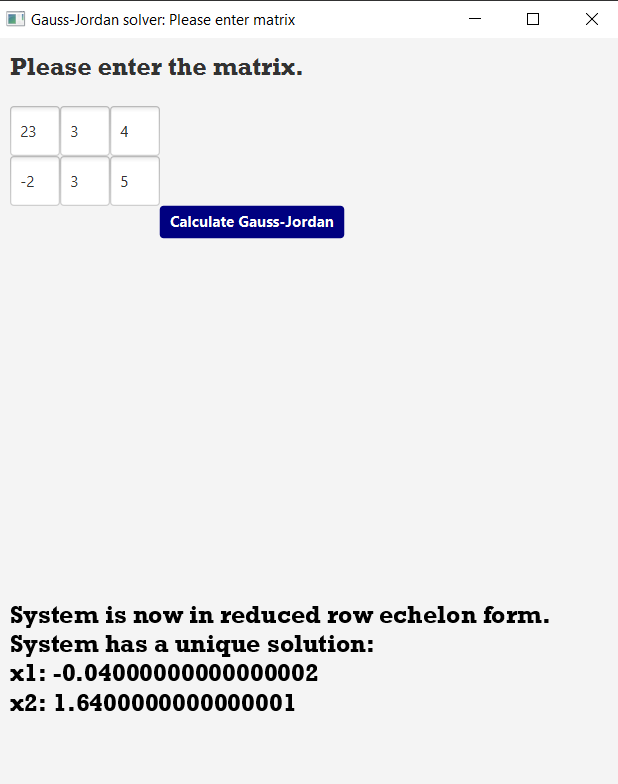 Gauss-Jordan solver: Please enter matrix
Please enter the matrix.
23 3 4
-2 3 5
Calculate Gauss-Jordan
System is now in reduced row echelon form.
System has a unique solution:
x1: -0.04000000000000002
x2: 1.6400000000000001